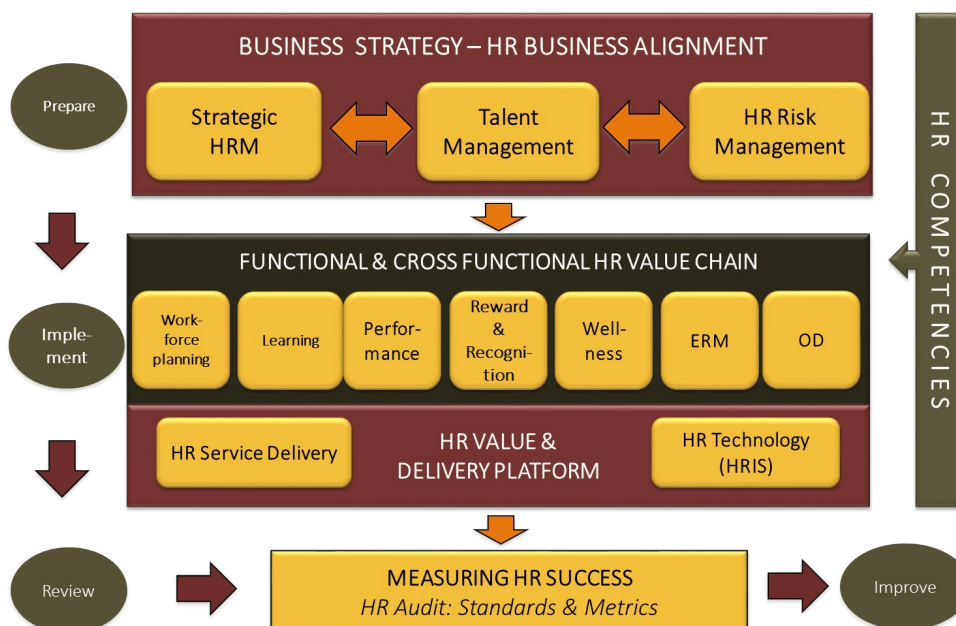 BUSINESS STRATEGY – HR BUSINESS ALIGNMENT
Prepare
Strategic
HRM
Talent
Management
HR Risk
Management
FUNCTIONAL & CROSS FUNCTIONAL HR VALUE CHAIN
Imple-
ment
Work-
force
planning
Learning
Perfor-
mance
Reward
&
Recogni-
tion
Well-
ness
ERM
OD
HR Service Delivery
HR VALUE &
DELIVERY PLATFORM
HR Technology
(HRIS)
Review
MEASURING HR SUCCESS
HR Audit: Standards & Metrics
Improve
HR COMPETENCIES